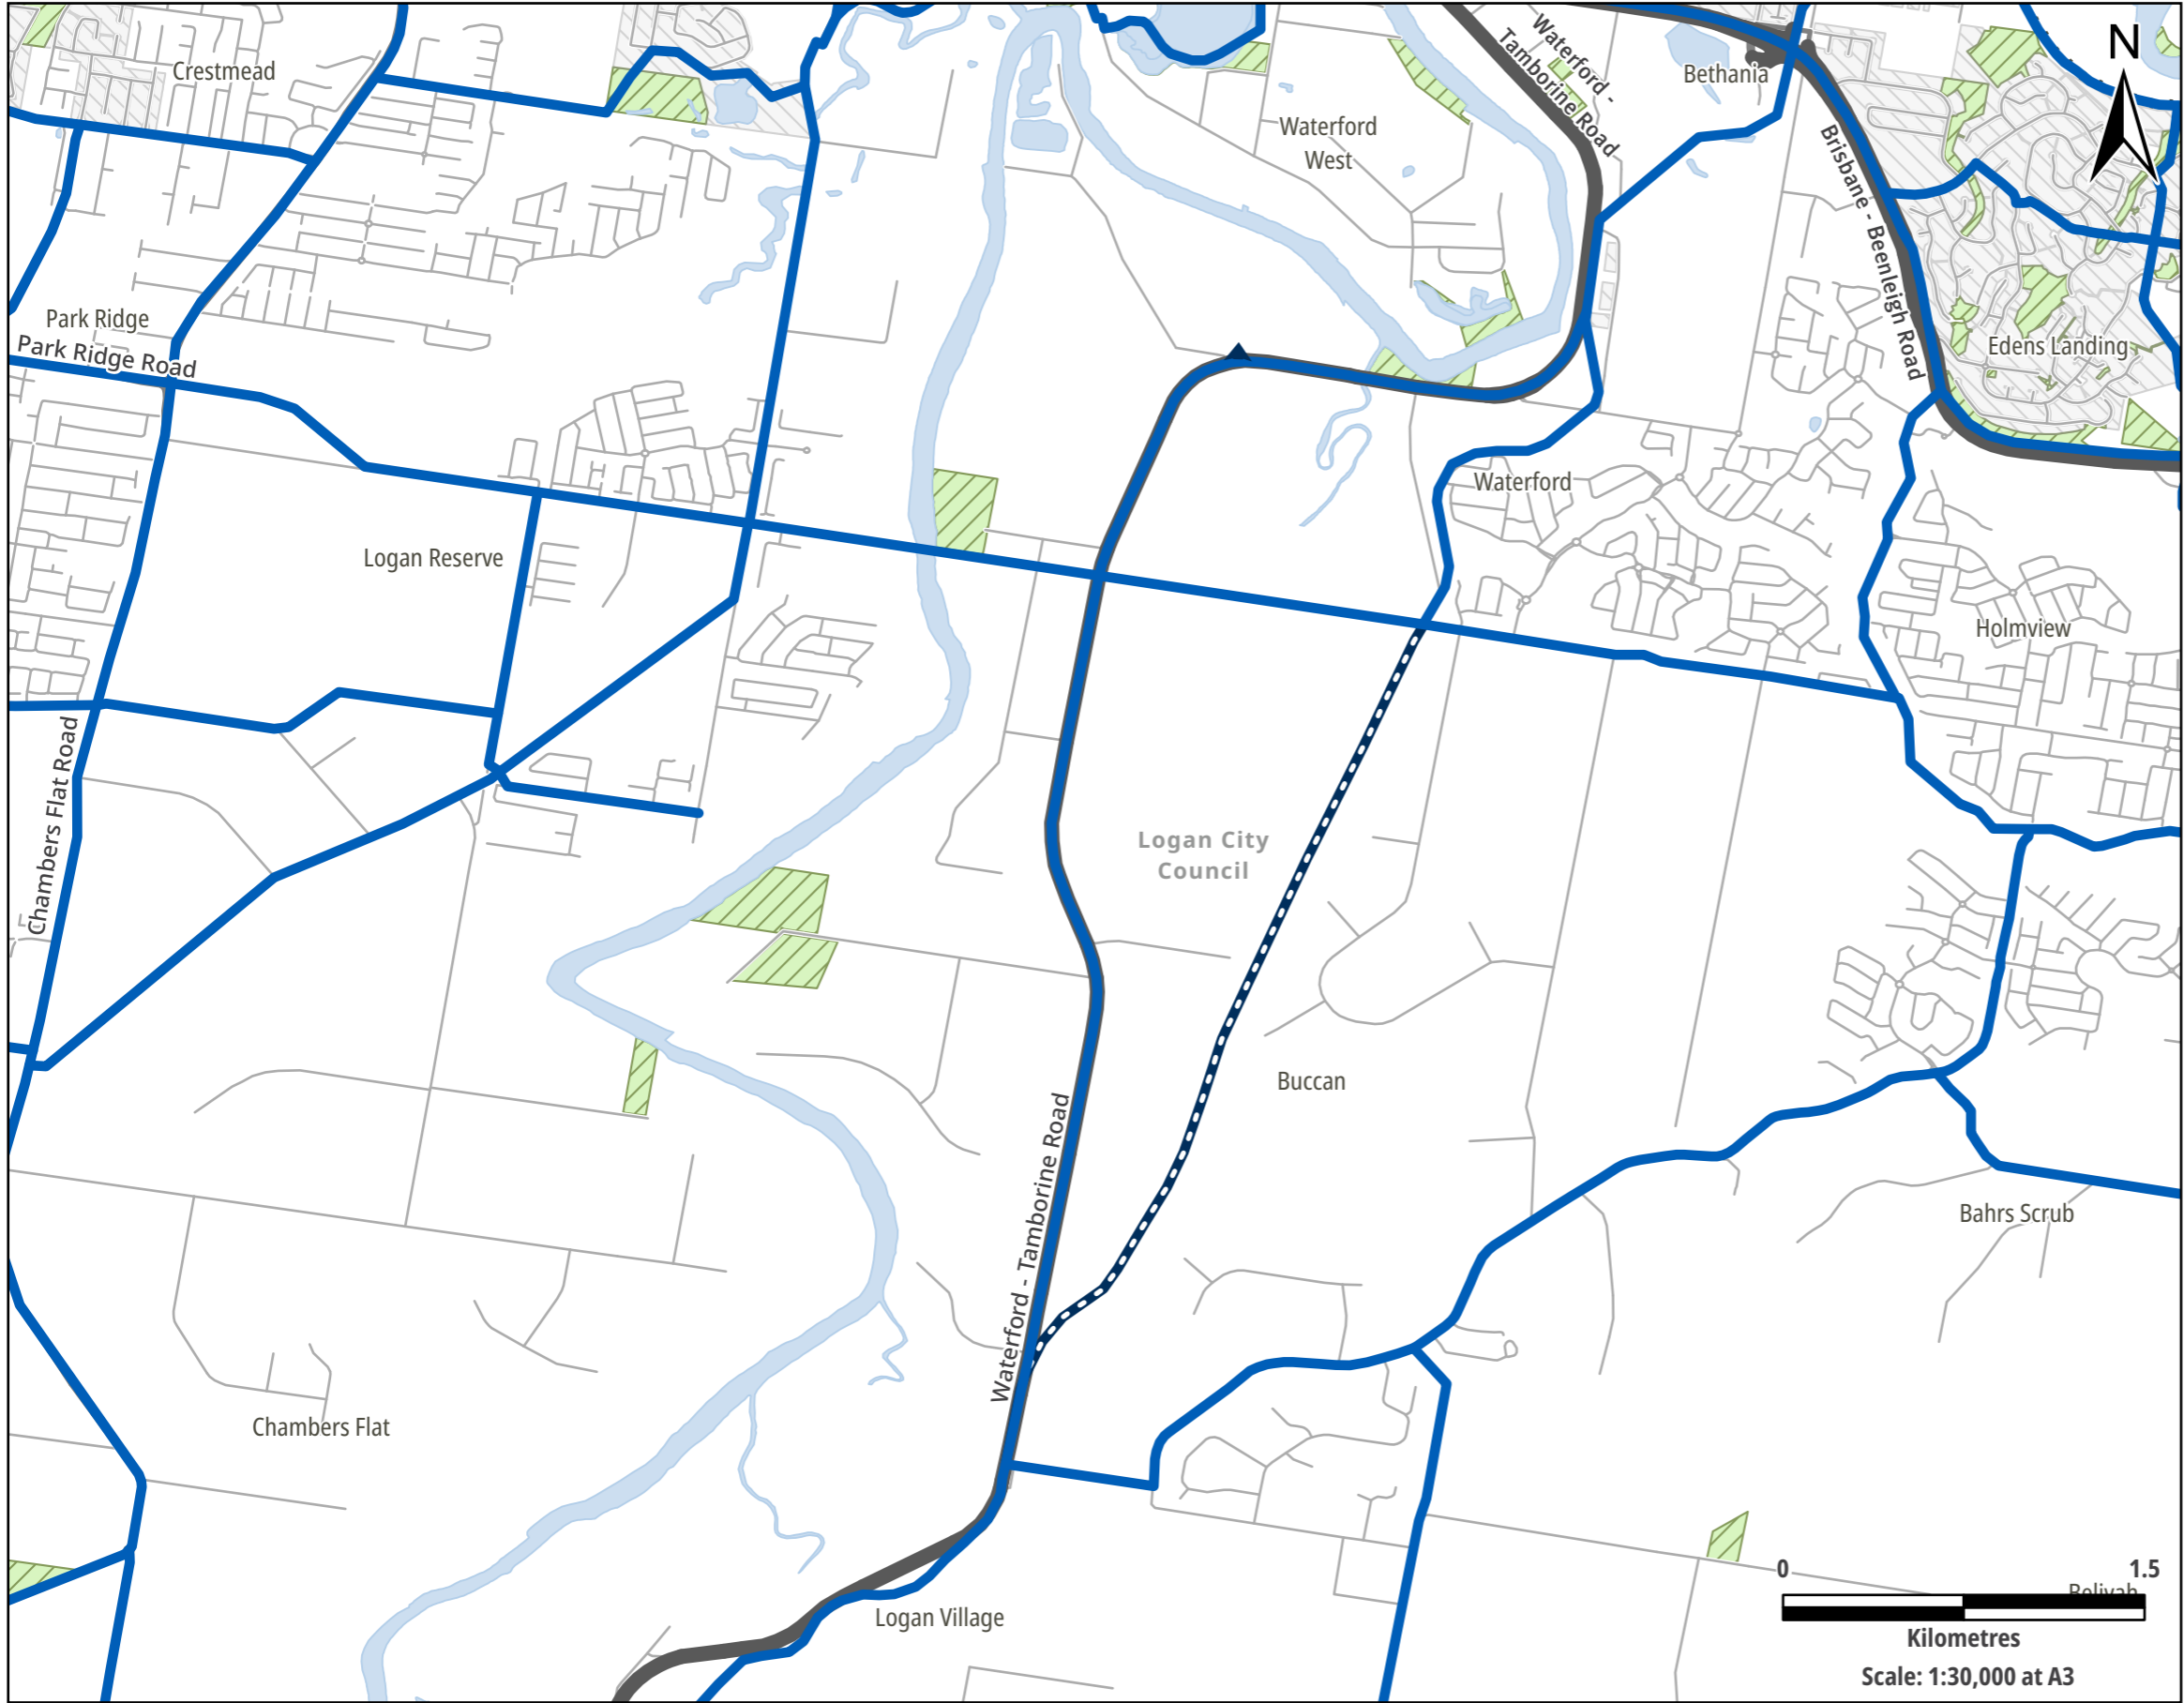 Crestmead
Waterford -
Tamborine Road
Bethania
N
Waterford
West
Brisbane - Beenleigh Road
Park Ridge
Park Ridge Road
Edens Landing
Waterford
Logan Reserve
Holmview
Chambers Flat Road
Logan City
Council
Buccan
Waterford - Tamborine Road
Bahrs Scrub
Chambers Flat
Logan Village
0 1.5
Kilometres
Scale: 1:30,000 at A3